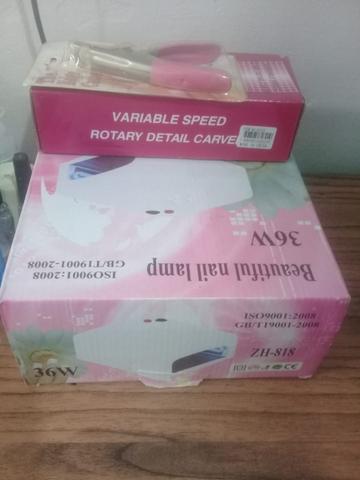 VARIABLE SPEED
ROTARY DETAIL CARVE
36W
Beautiful nail lamp
GB/T19001-2008
ISO9001:2008
ISO9001:2008
GB/T19001-2008
ZH-818
36W